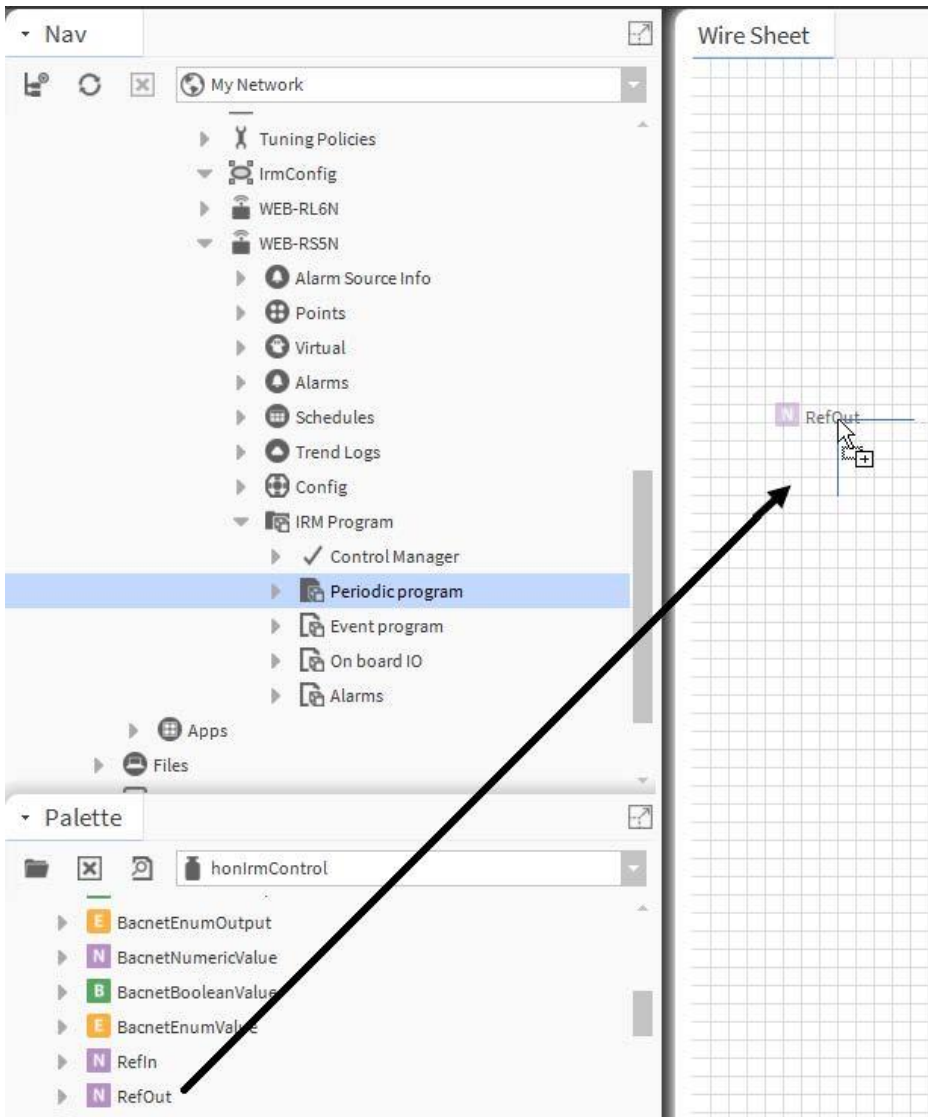 Nav
My Network
Tuning Policies
IrmConfig
WEB-RL6N
WEB-RS5N
Alarm Source Info
Points
Virtual
Alarms
Schedules
Trend Logs
Config
IRM Program
Control Manager
Periodic program
Event program
On board IO
Alarms
Apps
Files
Palette
honIrmControl
E BacnetEnumOutput
N BacnetNumericValue
B BacnetBooleanValue
E BacnetEnumValue
N RefIn
N RefOut
Wire Sheet
N RefOut